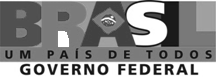 BRASIL
UM PAÍS DE TODOS
GOVERNO FEDERAL